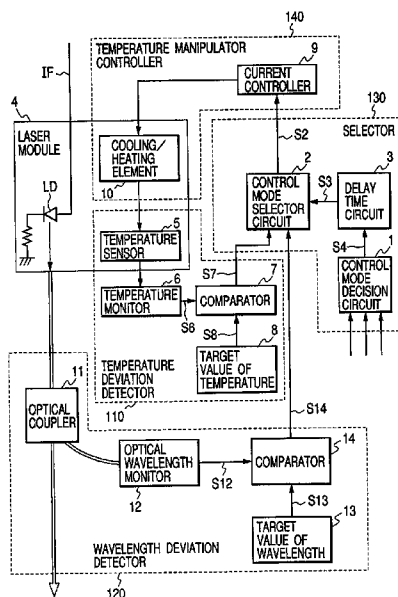 140
TEMPERATURE MANIPULATOR
CONTROLLER
9
CURRENT
CONTROLLER
IF
4
LASER
MODULE
COOLING/
HEATING
ELEMENT
10
LD
130
SELECTOR
S2
2
3
CONTROL
MODE
SELECTOR
CIRCUIT
S3
DELAY
TIME
CIRCUIT
S4
1
CONTROL-
MODE
DECISION
CIRCUIT
5
TEMPERATURE
SENSOR
6
TEMPERATURE
MONITOR
S6
S7
7
COMPARATOR
S8
8
TARGET
VALUE OF
TEMPERATURE
TEMPERATURE
DEVIATION
DETECTOR
110
S14
11
OPTICAL
COUPLER
OPTICAL
WAVELENGTH
MONITOR
12
S12
14
COMPARATOR
S13
13
TARGET
VALUE OF
WAVELENGTH
WAVELENGTH DEVIATION
DETECTOR
120